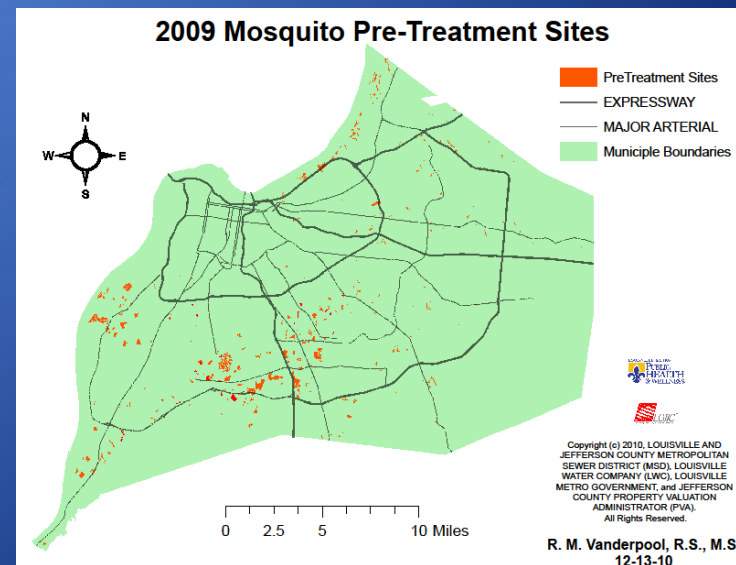 2009 Mosquito Pre-Treatment Sites
PreTreatment Sites
EXPRESSWAY
MAJOR ARTERIAL
Municiple Boundaries
N
W E
S
PUBLIC
HEALTH
& WELLNESS
LOJIC
Copyright (c) 2010, LOUISVILLE AND
JEFFERSON COUNTY METROPOLITAN
SEWER DISTRICT (MSD), LOUISVILLE
WATER COMPANY (LWC), LOUISVILLE
METRO GOVERNMENT, and JEFFERSON
COUNTY PROPERTY VALUATION
ADMINISTRATOR (PVA).
All Rights Reserved.
0 2.5 5 10 Miles
R. M. Vanderpool, R.S., M.S
12-13-10